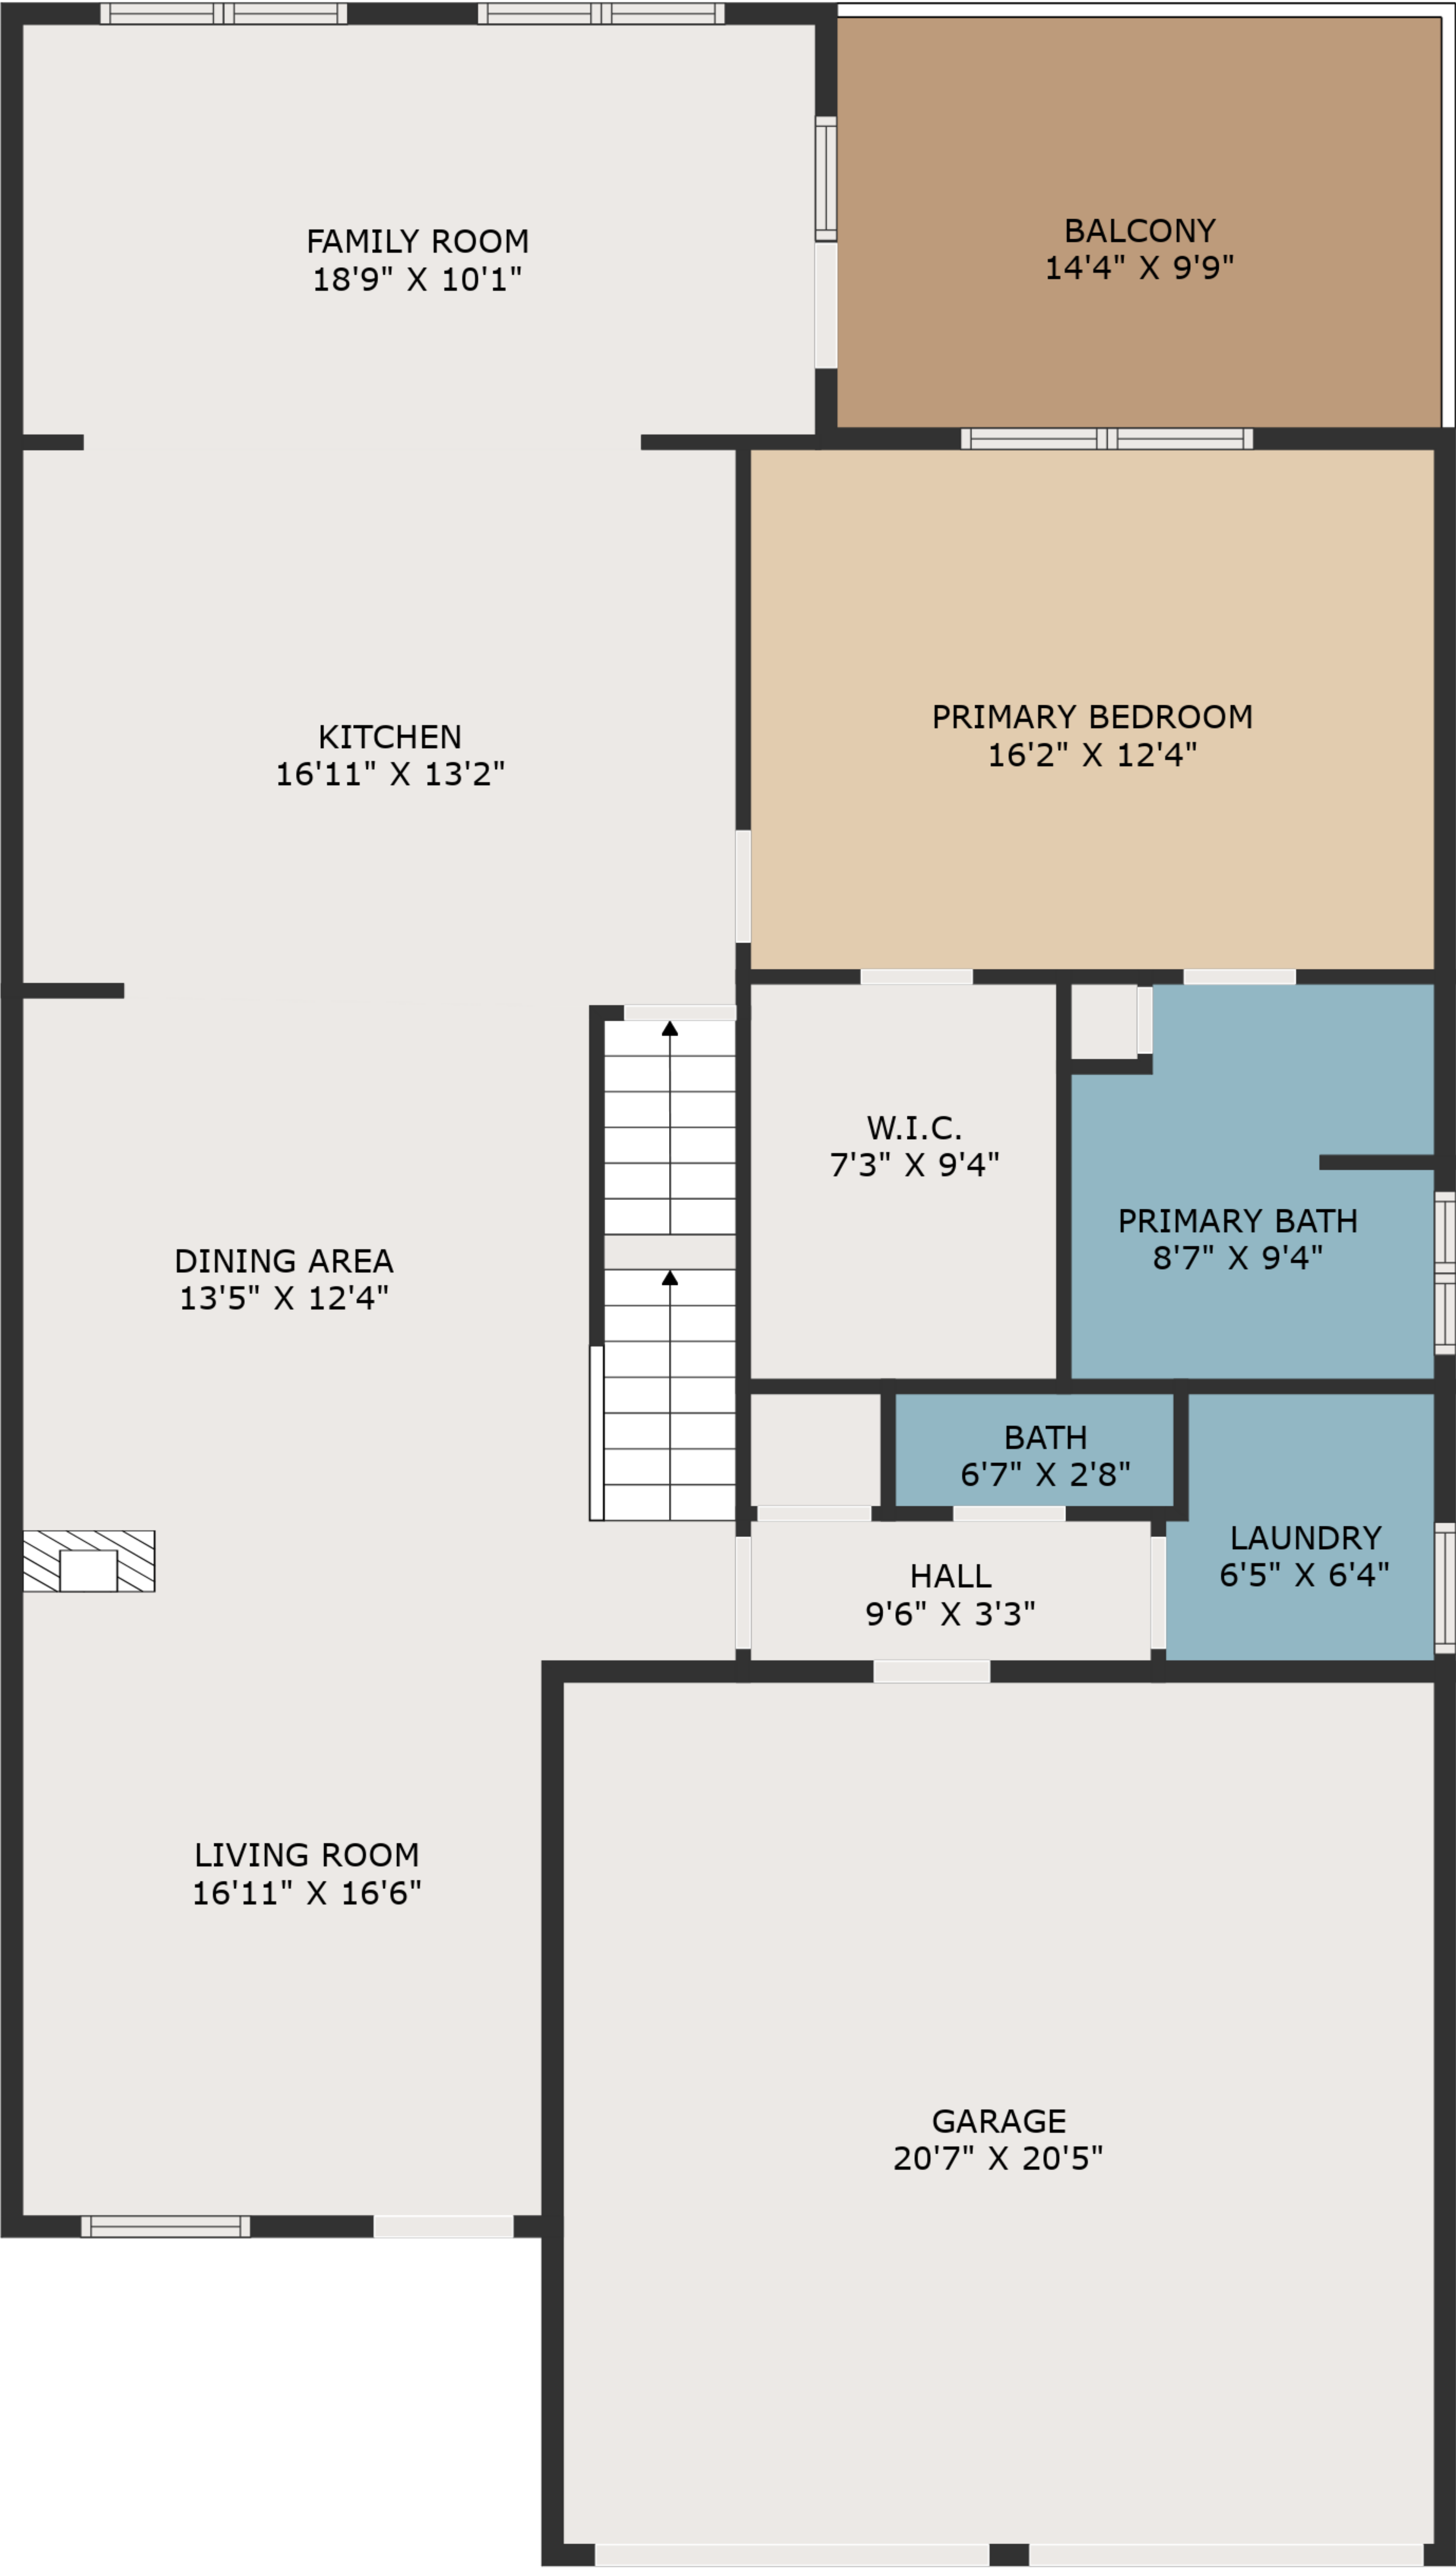 FAMILY ROOM
18'9" X 10'1"
BALCONY
14'4" X 9'9"
KITCHEN
16'11" X 13'2"
PRIMARY BEDROOM
16'2" X 12'4"
W.I.C.
7'3" X 9'4"
PRIMARY BATH
8'7" X 9'4"
DINING AREA
13'5" X 12'4"
BATH
6'7" X 2'8"
LAUNDRY
6'5" X 6'4"
HALL
9'6" X 3'3"
LIVING ROOM
16'11" X 16'6"
GARAGE
20'7" X 20'5"